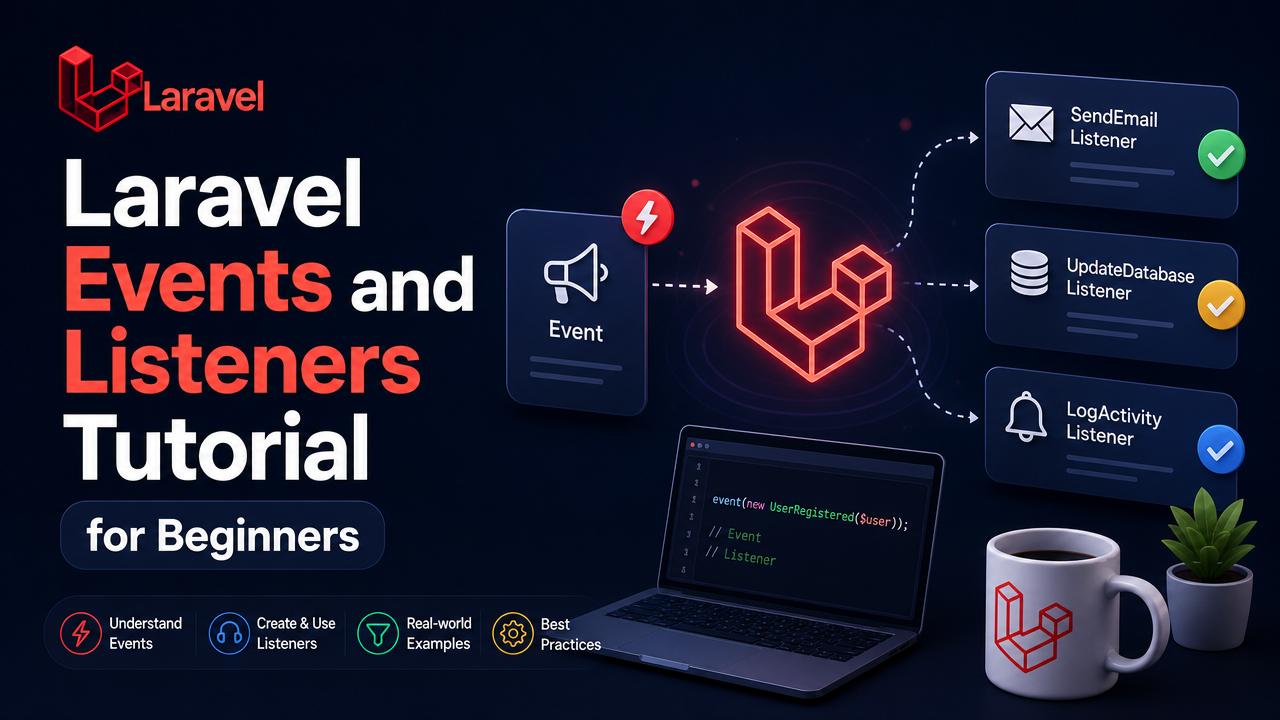 Laravel
Laravel
Events and
Listeners
Tutorial
for Beginners
Understand
Events
Create & Use
Listeners
Real-world
Examples
Best
Practices
Event
SendEmail
Listener
UpdateDatabase
Listener
LogActivity
Listener
event(new UserRegistered($user));
// Event
// Listener